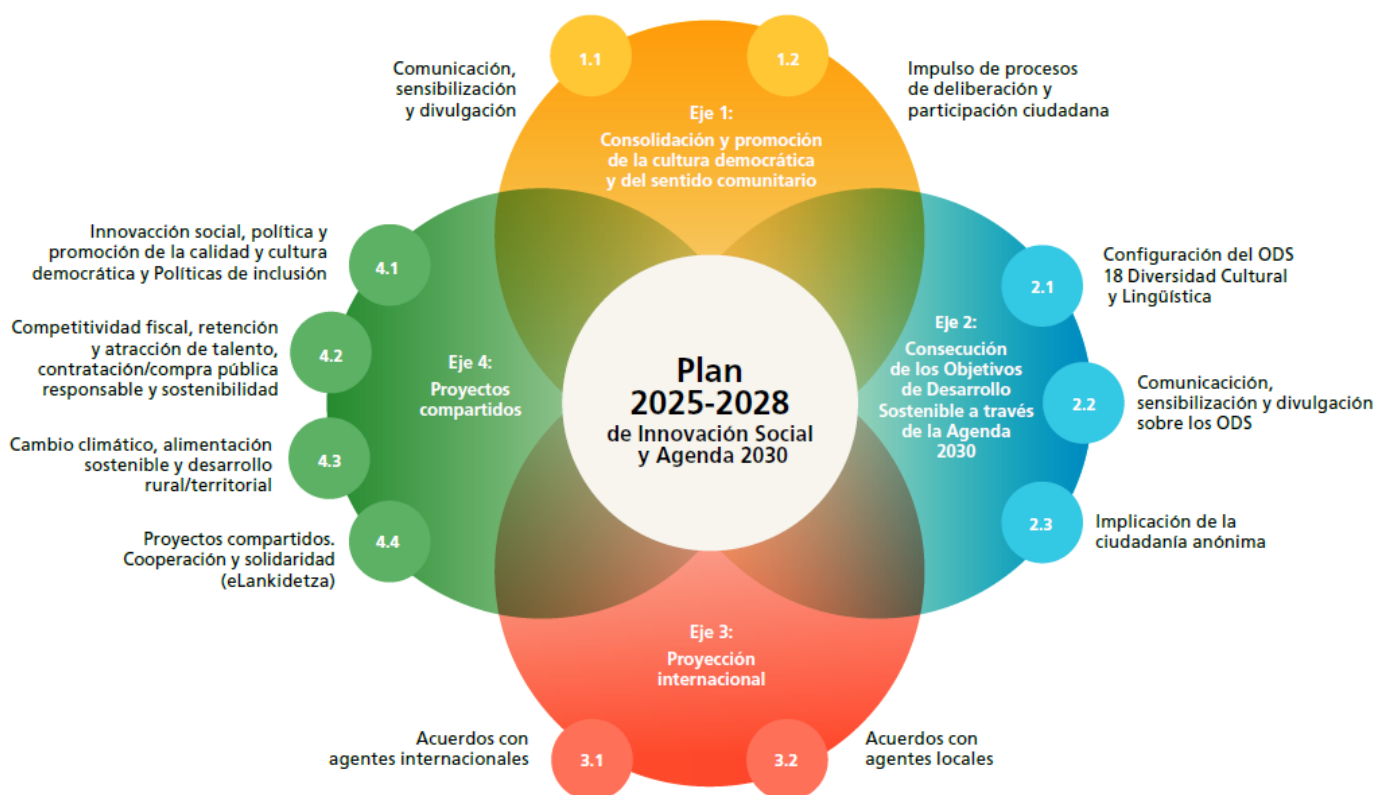 1.1
Comunicación,
sensibilización
y divulgación
1.2
Impulso de procesos
de deliberación y
participación ciudadana
Eje 1:
Consolidación y promoción
de la cultura democrática
y del sentido comunitario
Innovacción social, política y
promoción de la calidad y cultura
democrática y Políticas de inclusión
4.1
Competitividad fiscal, retención
y atracción de talento,
contratación/compra pública
responsable y sostenibilidad
4.2
Cambio climático, alimentación
sostenible y desarrollo
rural/territorial
4.3
Proyectos compartidos.
Cooperación y solidaridad
(eLankidetza)
4.4
Eje 4:
Proyectos
compartidos
Plan
2025-2028
de Innovación Social
y Agenda 2030
Eje 2:
Consecución
de los Objetivos
de Desarrollo
Sostenible a través
de la Agenda
2030
2.1
Configuración del ODS
18 Diversidad Cultural
y Lingüística
2.2
Comunicacición,
sensibilización y divulgación
sobre los ODS
2.3
Implicación de la
ciudadanía anónima
Eje 3:
Proyección
internacional
Acuerdos con
agentes internacionales
3.1
3.2
Acuerdos con
agentes locales